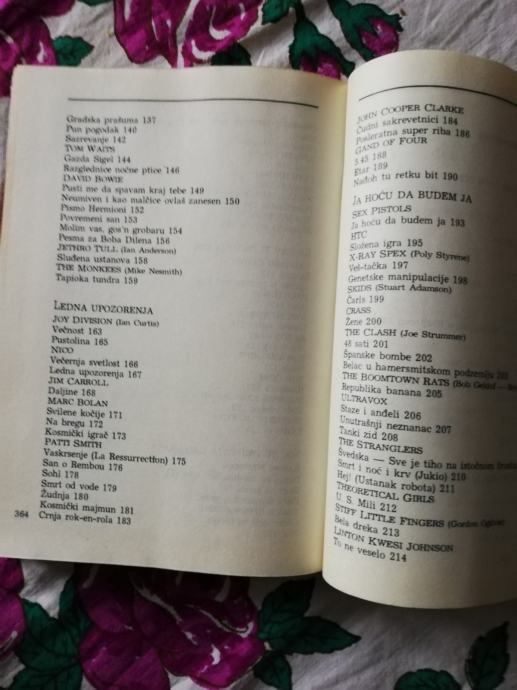 Gradska prašuma 137
Pun pogodak 140
Sazrevanje 142
TOM WAITS
Gazda Sigel 144
Razglednice noćne ptice 146
DAVID BOWIE
Pusti me da spavam kraj tebe 149
Neumiven i kao malčice ovlaš zanesen 150
Pismo Hermioni 152
Povremeni san 153
Molim vas, gos'n grobaru 154
Pesma za Boba Dilena 156
JETHRO TULL (Ian Anderson)
Sluđena ustanova 158
THE MONKEES (Mike Nesmith)
Tapioka tundra 159
LEDNA UPOZORENJA
JOY DIVISION (Ian Curtis)
Večnost 163
Pustolina 165
NICO
Večernja svetlost 166
Ledna upozorenja 167
JIM CARROLL
Daljine 168
MARC BOLAN
Svilene kočije 171
Na bregu 172
Kosmički igrač 173
PATTI SMITH
Vaskrsenje (La Ressurrection) 175
San o Rembou 176
Sohl 178
Smrt od vode 179
Žudnja 180
Kosmički majmun 181
Crnja rok-en-rola 183
364
JOHN COOPER CLARKE
Čudni sakrevetnici 184
Posleratna super riba 186
GAND OF FOUR
5.45 188
Etar 189
Nađoh tu retku bit 190
JA HOĆU DA BUDEM JA
SEX PISTOLS
Ja hoću da budem ja 193
HTC
Složena igra 195
X-RAY SPEX (Poly Styrene)
Veš-tačka 197
Genetske manipulacije 198
SKIDS (Stuart Adamson)
Čarls 199
CRASS
Žene 200
THE CLASH (Joe Strummer)
48 sati 201
Španske bombe 202
Belac u hamersmitskom podzemlju 203
THE BOOMTOWN RATS (Bob Geldof —
Republika banana 205
ULTRAVOX
Staze i anđeli 206
Unutrašnji neznanac 207
Tanki zid 208
THE STRANGLERS
Švedska — Sve je tiho na istočnom frontu
Smrt i noć i krv (Jukio) 210
Hej! (Ustanak robota) 211
THEORETICAL GIRLS
U. S. Mili 212
STIFF LITTLE FINGERS (Gordon Ogilvie)
Bela dreka 213
LINTON KWESI JOHNSON
To ne veselo 214